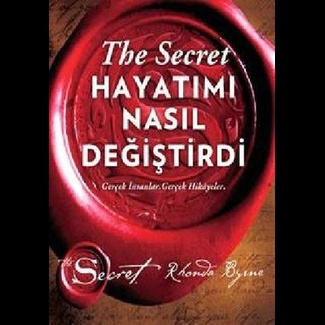 The Secret
HAYATIMI
NASIL
DEĞİŞTİRDİ
Gerçek İnsanlar. Gerçek Hikâyeler.
The Secret Rhonda Byrne